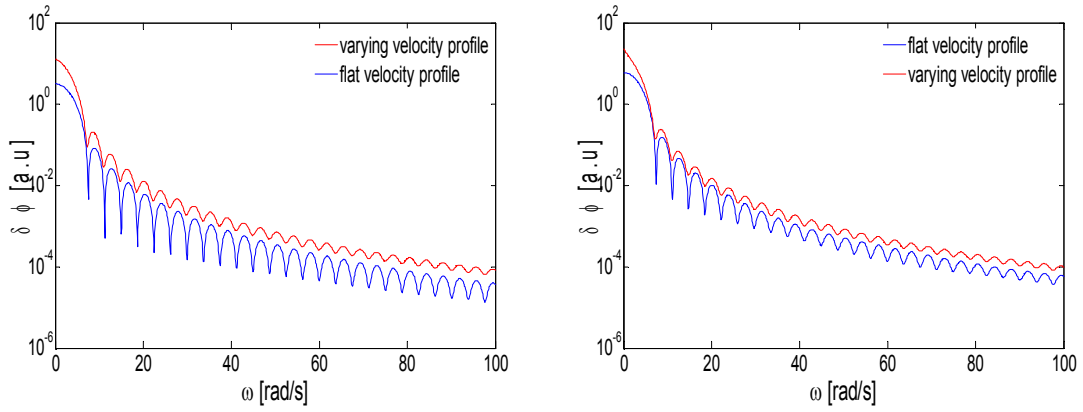 10^2
10^0
10^-2
10^-4
10^-6
δ ϕ [a.u]
varying velocity profile
flat velocity profile
0 20 40 60 80 100
ω [rad/s]
10^2
10^0
10^-2
10^-4
10^-6
δ ϕ [a.u]
flat velocity profile
varying velocity profile
0 20 40 60 80 100
ω [rad/s]